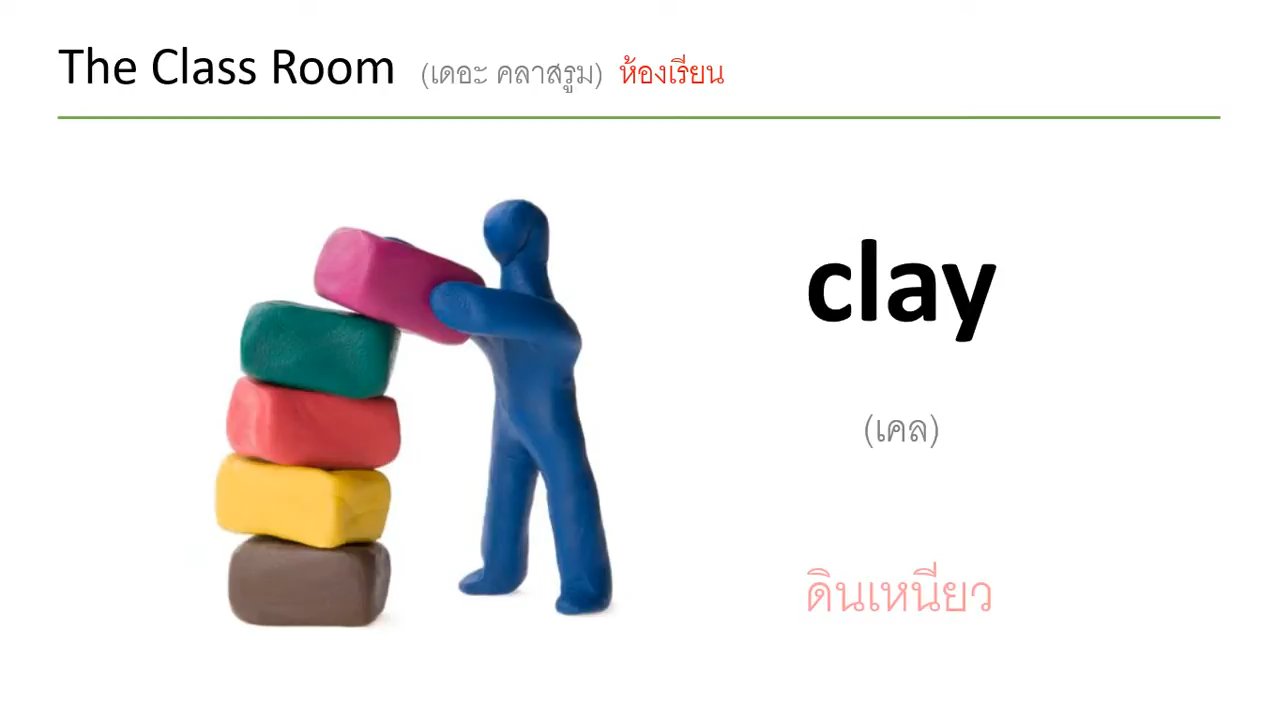 The Class Room (เดอะ คลาสรูม) ห้องเรียน
clay
(เคล)
ดินเหนียว